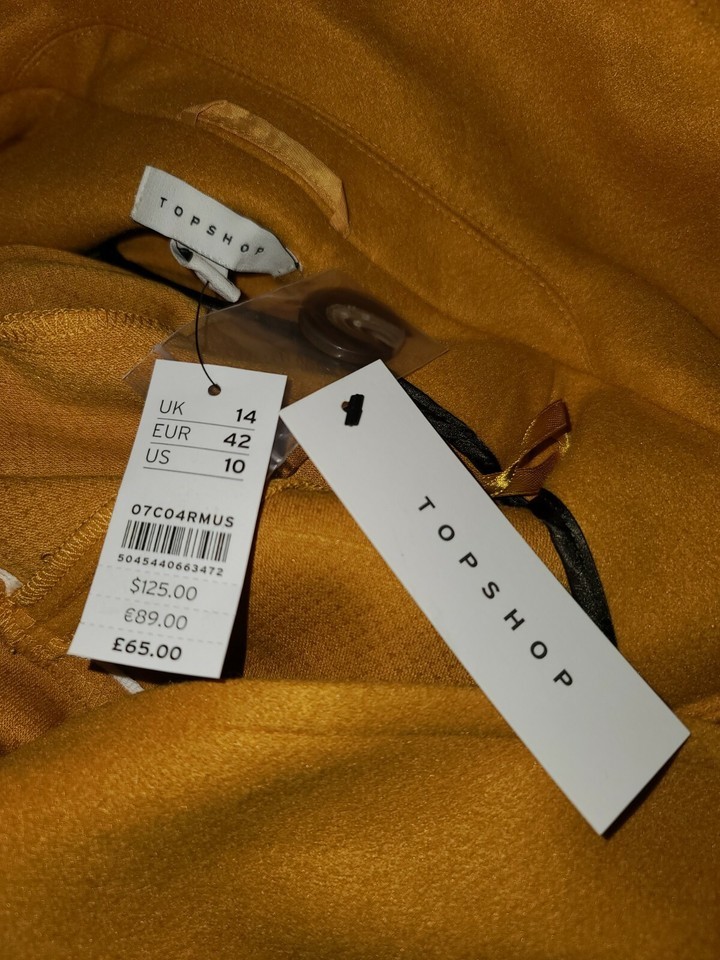 TOPSHOP
UK 14
EUR 42
US 10
07C04RMUS
5045440663472
$125.00
€89.00
£65.00
TOPSHOP